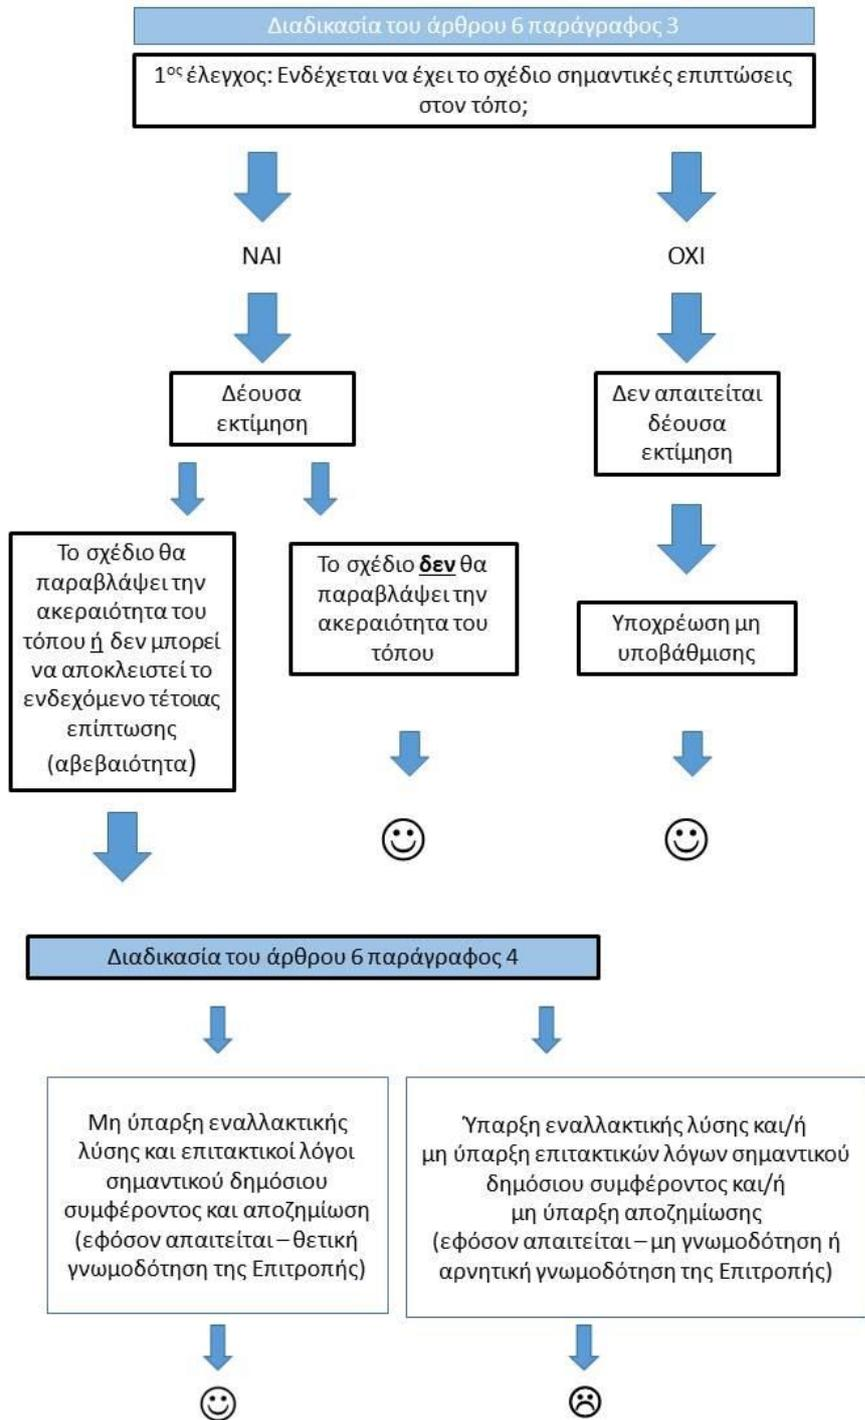 Διαδικασία του άρθρου 6 παράγραφος 3
1ος έλεγχος: Ενδέχεται να έχει το σχέδιο σημαντικές επιπτώσεις
στον τόπο;
ΝΑΙ
ΟΧΙ
Δέουσα
εκτίμηση
Δεν απαιτείται
δέουσα
εκτίμηση
Το σχέδιο θα
παραβλάψει την
ακεραιότητα του
τόπου ή δεν μπορεί
να αποκλειστεί το
ενδεχόμενο τέτοιας
επίπτωσης
(αβεβαιότητα)
Το σχέδιο δεν θα
παραβλάψει την
ακεραιότητα του
τόπου
Υποχρέωση μη
υποβάθμισης
Διαδικασία του άρθρου 6 παράγραφος 4
Μη ύπαρξη εναλλακτικής
λύσης και επιτακτικοί λόγοι
σημαντικού δημόσιου
συμφέροντος και αποζημίωση
(εφόσον απαιτείται – θετική
γνωμοδότηση της Επιτροπής)
Ύπαρξη εναλλακτικής λύσης και/ή
μη ύπαρξη επιτακτικών λόγων σημαντικού
δημόσιου συμφέροντος και/ή
μη ύπαρξη αποζημίωσης
(εφόσον απαιτείται – μη γνωμοδότηση ή
αρνητική γνωμοδότηση της Επιτροπής)